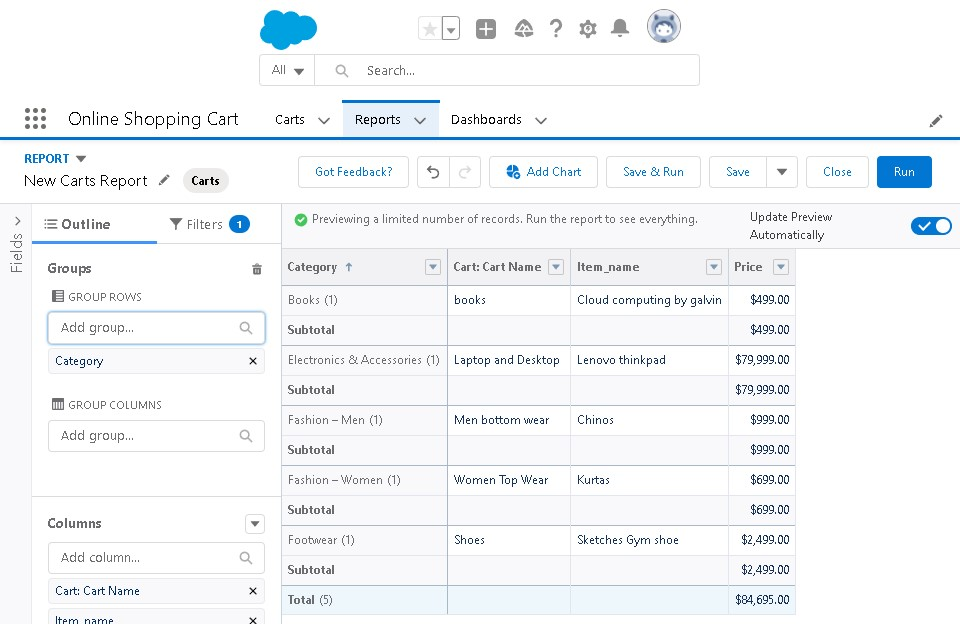 All
Search...
Online Shopping Cart
Carts
Reports
Dashboards
REPORT
New Carts Report
Carts
Got Feedback?
Add Chart
Save & Run
Save
Close
Run
Fields
Outline
Filters
1
Previewing a limited number of records. Run the report to see everything.
Update Preview
Automatically
Groups
GROUP ROWS
Add group...
Category
GROUP COLUMNS
Add group...
Columns
Add column...
Cart: Cart Name
Item_name
Category Cart: Cart Name Item_name Price
Books (1) books Cloud computing by galvin $499.00
Subtotal $499.00
Electronics & Accessories (1) Laptop and Desktop Lenovo thinkpad $79,999.00
Subtotal $79,999.00
Fashion – Men (1) Men bottom wear Chinos $999.00
Subtotal $999.00
Fashion – Women (1) Women Top Wear Kurtas $699.00
Subtotal $699.00
Footwear (1) Shoes Sketches Gym shoe $2,499.00
Subtotal $2,499.00
Total (5) $84,695.00